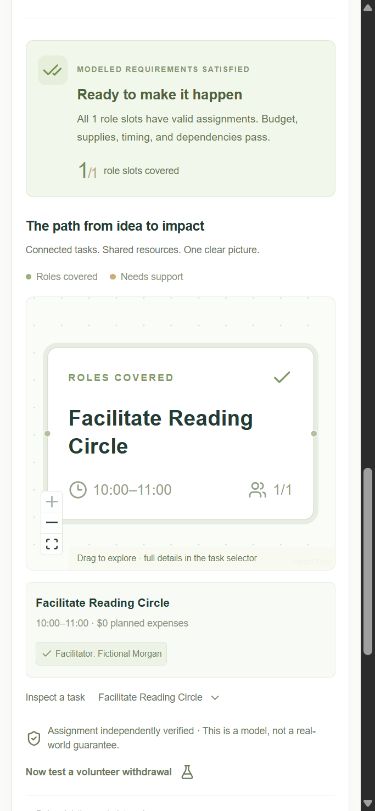 MODELED REQUIREMENTS SATISFIED
Ready to make it happen
All 1 role slots have valid assignments. Budget,
supplies, timing, and dependencies pass.
1/1 role slots covered
The path from idea to impact
Connected tasks. Shared resources. One clear picture.
Roles covered Needs support
ROLES COVERED
Facilitate Reading
Circle
10:00–11:00 1/1
Drag to explore · full details in the task selector
Facilitate Reading Circle
10:00–11:00 · $0 planned expenses
Facilitator: Fictional Morgan
Inspect a task Facilitate Reading Circle
Assignment independently verified · This is a model, not a real-
world guarantee.
Now test a volunteer withdrawal